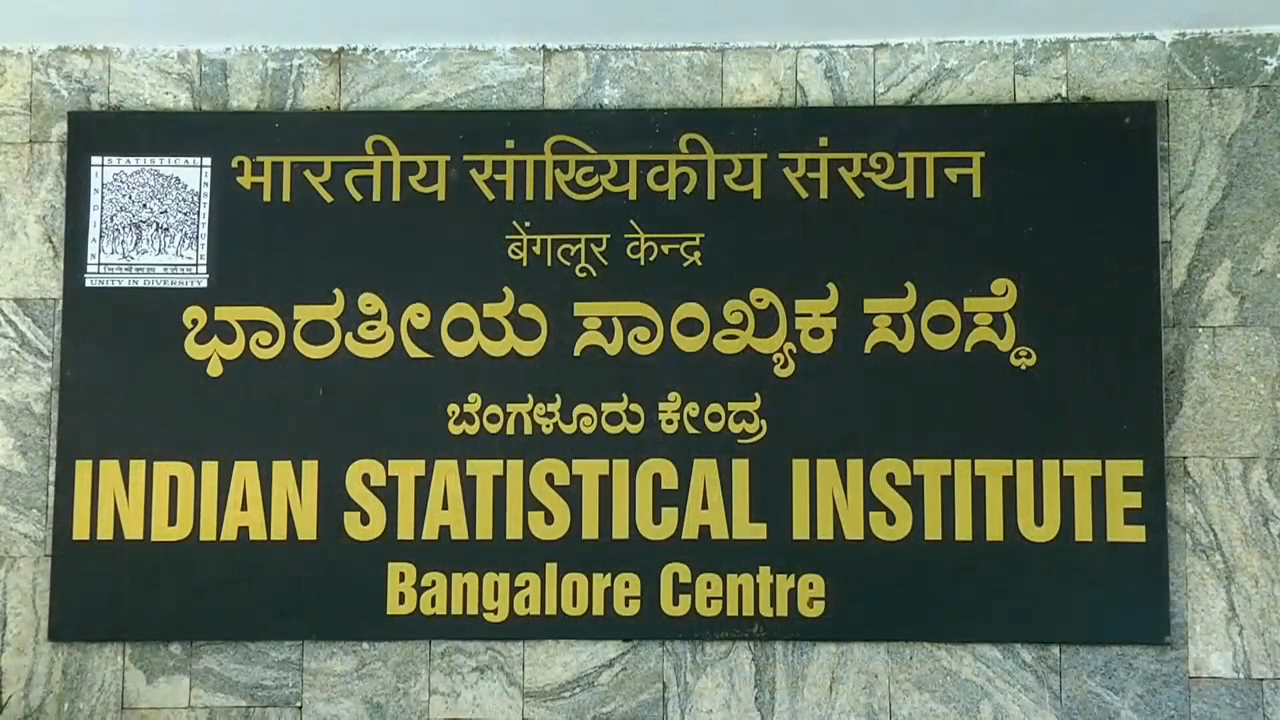 STATISTICAL
INDIAN
INSTITUTE
UNITY IN DIVERSITY
भारतीय सांख्यिकीय संस्थान
बेंगलूर केन्द्र
ಭಾರತೀಯ ಸಾಂಖ್ಯಿಕ ಸಂಸ್ಥೆ
ಬೆಂಗಳೂರು ಕೇಂದ್ರ
INDIAN STATISTICAL INSTITUTE
Bangalore Centre